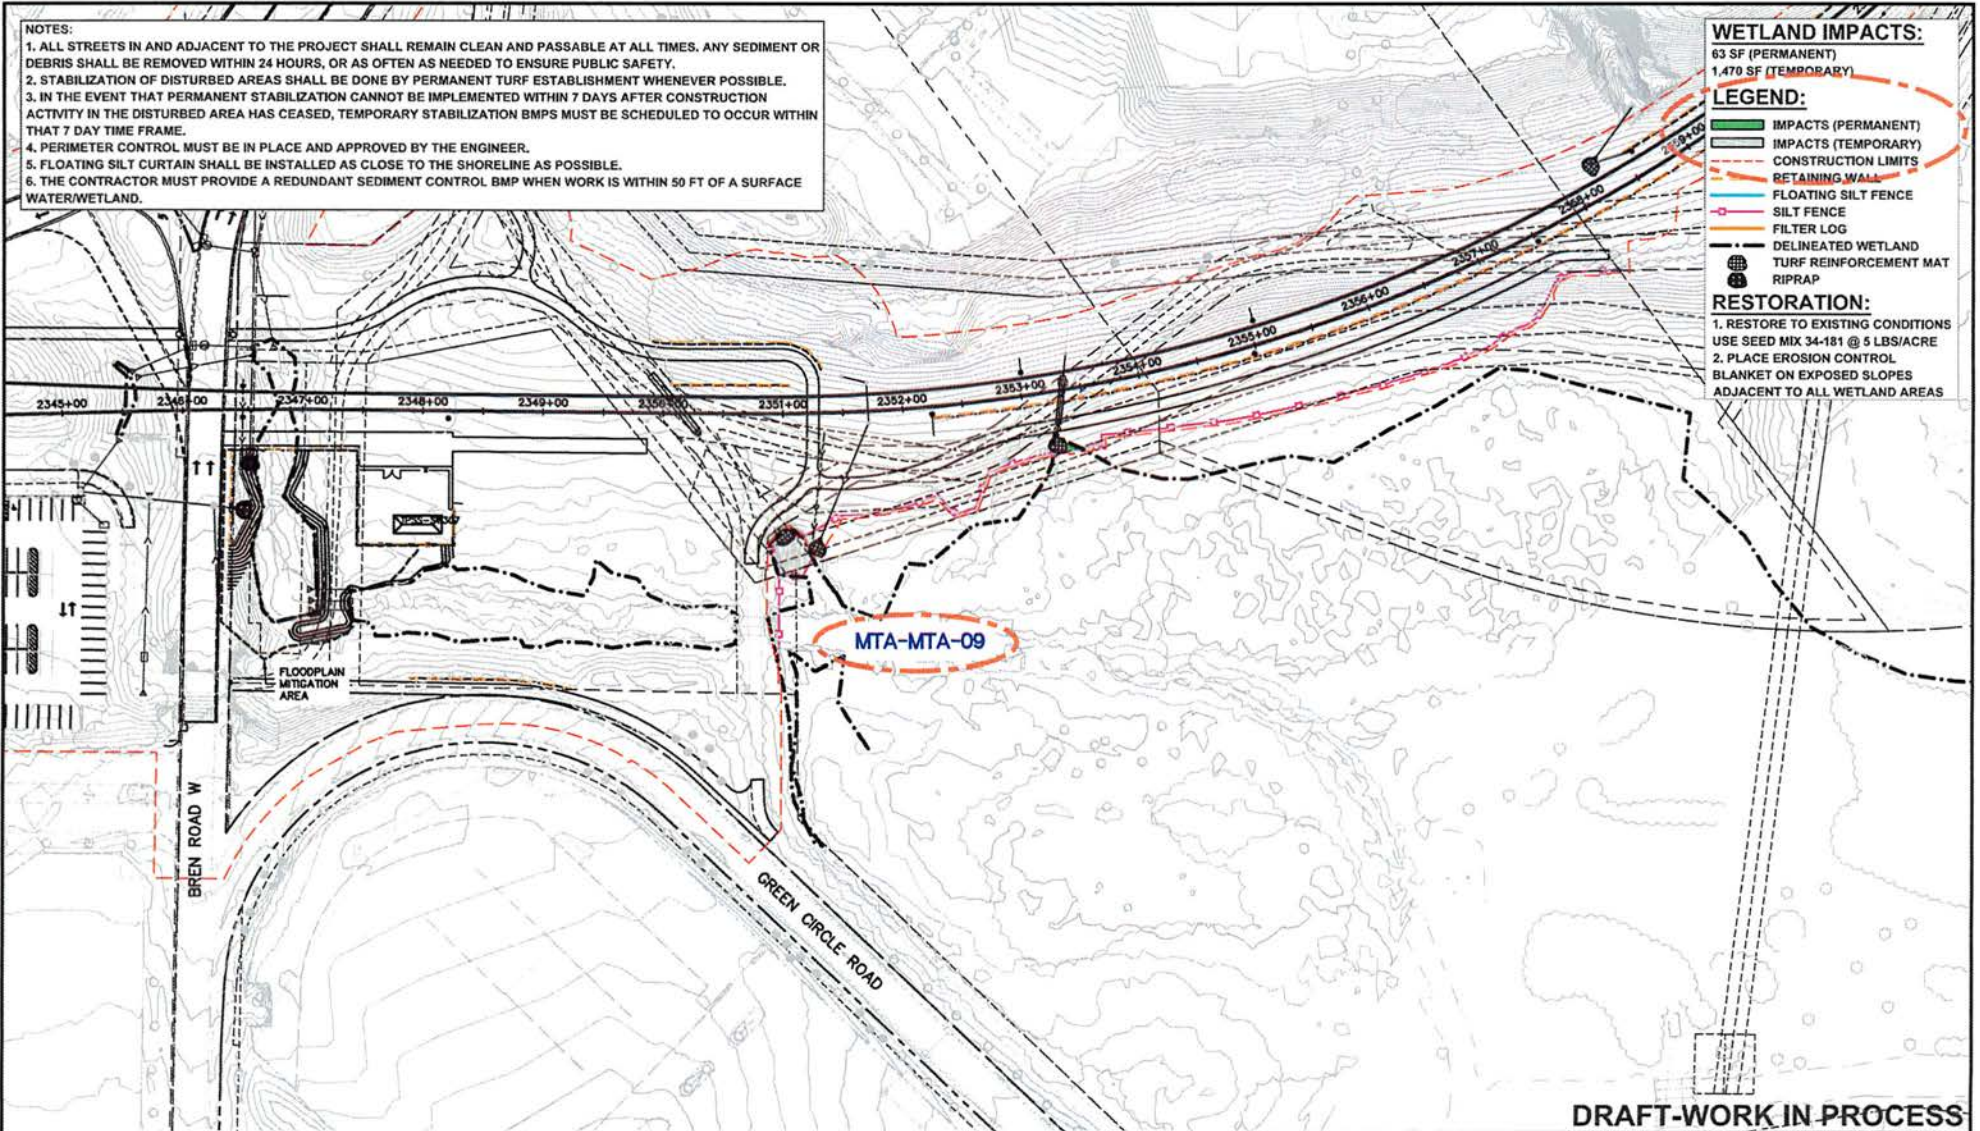 NOTES:
1. ALL STREETS IN AND ADJACENT TO THE PROJECT SHALL REMAIN CLEAN AND PASSABLE AT ALL TIMES. ANY SEDIMENT OR
DEBRIS SHALL BE REMOVED WITHIN 24 HOURS, OR AS OFTEN AS NEEDED TO ENSURE PUBLIC SAFETY.
2. STABILIZATION OF DISTURBED AREAS SHALL BE DONE BY PERMANENT TURF ESTABLISHMENT WHENEVER POSSIBLE.
3. IN THE EVENT THAT PERMANENT STABILIZATION CANNOT BE IMPLEMENTED WITHIN 7 DAYS AFTER CONSTRUCTION
ACTIVITY IN THE DISTURBED AREA HAS CEASED, TEMPORARY STABILIZATION BMPS MUST BE SCHEDULED TO OCCUR WITHIN
THAT 7 DAY TIME FRAME.
4. PERIMETER CONTROL MUST BE IN PLACE AND APPROVED BY THE ENGINEER.
5. FLOATING SILT CURTAIN SHALL BE INSTALLED AS CLOSE TO THE SHORELINE AS POSSIBLE.
6. THE CONTRACTOR MUST PROVIDE A REDUNDANT SEDIMENT CONTROL BMP WHEN WORK IS WITHIN 50 FT OF A SURFACE
WATER/WETLAND.
WETLAND IMPACTS:
63 SF (PERMANENT)
1,470 SF (TEMPORARY)
LEGEND:
IMPACTS (PERMANENT)
IMPACTS (TEMPORARY)
CONSTRUCTION LIMITS
RETAINING WALL
FLOATING SILT FENCE
SILT FENCE
FILTER LOG
DELINEATED WETLAND
TURF REINFORCEMENT MAT
RIPRAP
RESTORATION:
1. RESTORE TO EXISTING CONDITIONS
USE SEED MIX 34-181 @ 5 LBS/ACRE
2. PLACE EROSION CONTROL
BLANKET ON EXPOSED SLOPES
ADJACENT TO ALL WETLAND AREAS
2345+00
2346+00
2347+00
2348+00
2349+00
2350+00
2351+00
2352+00
2353+00
2354+00
2355+00
2356+00
2357+00
2358+00
2359+00
MTA-MTA-09
FLOODPLAIN
MITIGATION
AREA
BREN ROAD W
GREEN CIRCLE ROAD
DRAFT-WORK IN PROCESS